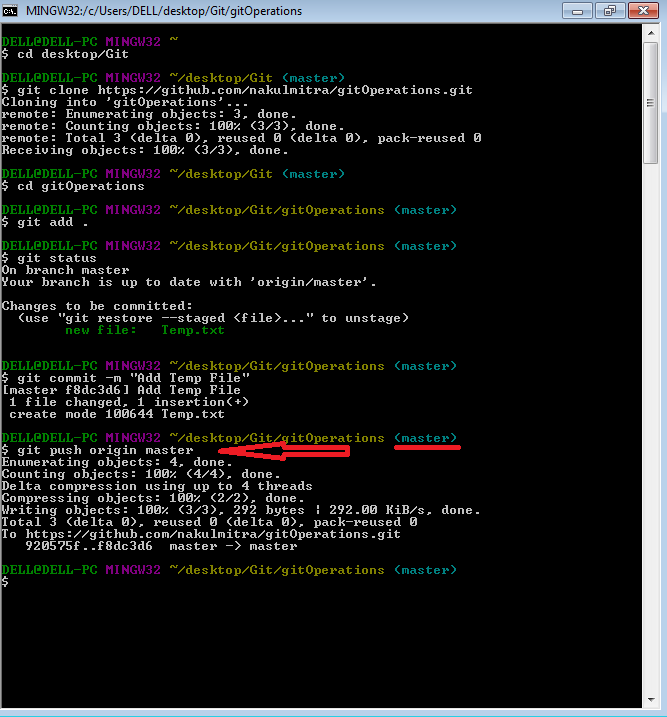 MINGW32:/c/Users/DELL/desktop/Git/gitOperations
DELL@DELL-PC MINGW32 ~
$ cd desktop/Git
DELL@DELL-PC MINGW32 ~/desktop/Git (master)
$ git clone https://github.com/nakulmitra/gitOperations.git
Cloning into 'gitOperations'...
remote: Enumerating objects: 3, done.
remote: Counting objects: 100% (3/3), done.
remote: Total 3 (delta 0), reused 0 (delta 0), pack-reused 0
Receiving objects: 100% (3/3), done.
DELL@DELL-PC MINGW32 ~/desktop/Git (master)
$ cd gitOperations
DELL@DELL-PC MINGW32 ~/desktop/Git/gitOperations (master)
$ git add .
DELL@DELL-PC MINGW32 ~/desktop/Git/gitOperations (master)
$ git status
On branch master
Your branch is up to date with 'origin/master'.
Changes to be committed:
  (use "git restore --staged <file>..." to unstage)
        new file:   Temp.txt
DELL@DELL-PC MINGW32 ~/desktop/Git/gitOperations (master)
$ git commit -m "Add Temp File"
[master f8dc3d6] Add Temp File
 1 file changed, 1 insertion(+)
 create mode 100644 Temp.txt
DELL@DELL-PC MINGW32 ~/desktop/Git/gitOperations (master)
$ git push origin master
Enumerating objects: 4, done.
Counting objects: 100% (4/4), done.
Delta compression using up to 4 threads
Compressing objects: 100% (2/2), done.
Writing objects: 100% (3/3), 292 bytes ¦ 292.00 KiB/s, done.
Total 3 (delta 0), reused 0 (delta 0), pack-reused 0
To https://github.com/nakulmitra/gitOperations.git
   920575f..f8dc3d6  master -> master
DELL@DELL-PC MINGW32 ~/desktop/Git/gitOperations (master)
$